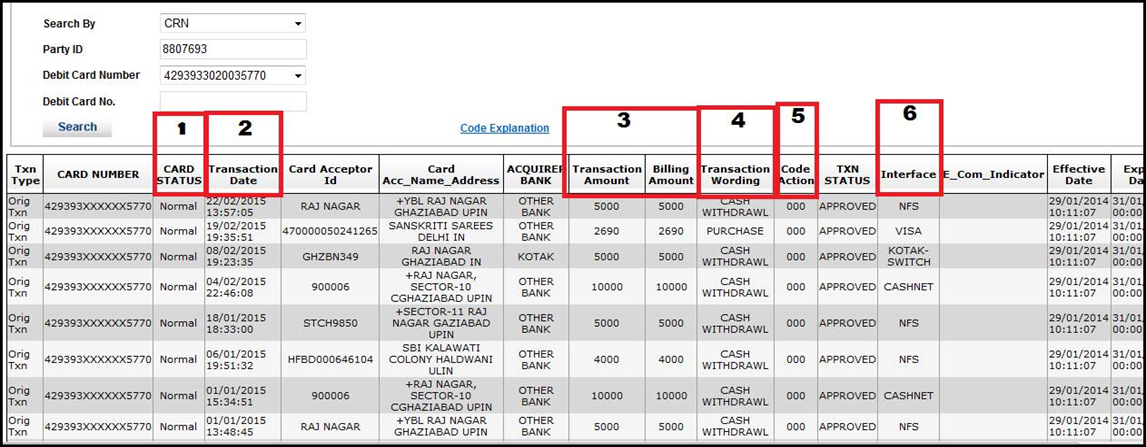 Search By CRN
Party ID 8807693
Debit Card Number 4293933020035770
Debit Card No.
Search Code Explanation
1 2 3 4 5 6
Txn Type CARD NUMBER CARD STATUS Transaction Date Card Acceptor Id Card Acc_Name_Address ACQUIRER BANK Transaction Amount Billing Amount Transaction Wording Code Action TXN STATUS Interface E_Com_Indicator Effective Date Exp Da
Orig Txn 429393XXXXXX5770 Normal 22/02/2015 13:57:05 RAJ NAGAR +YBL RAJ NAGAR GHAZIABAD UPIN OTHER BANK 5000 5000 CASH WITHDRAWL 000 APPROVED NFS 29/01/2014 10:11:07 31/01/ 00:00
Orig Txn 429393XXXXXX5770 Normal 19/02/2015 19:35:51 470000050241265 SANSKRITI SAREES DELHI IN OTHER BANK 2690 2690 PURCHASE 000 APPROVED VISA 29/01/2014 10:11:07 31/01/ 00:00
Orig Txn 429393XXXXXX5770 Normal 08/02/2015 19:23:35 GHZBN349 RAJ NAGAR GHAZIABAD IN KOTAK 5000 5000 CASH WITHDRAWL 000 APPROVED KOTAK-SWITCH 29/01/2014 10:11:07 31/01/ 00:00
Orig Txn 429393XXXXXX5770 Normal 04/02/2015 22:46:08 900006 +RAJ NAGAR, SECTOR-10 CGHAZIABAD UPIN OTHER BANK 10000 10000 CASH WITHDRAWL 000 APPROVED CASHNET 29/01/2014 10:11:07 31/01/ 00:00
Orig Txn 429393XXXXXX5770 Normal 18/01/2015 18:33:00 STCH9850 +SECTOR-11 RAJ NAGAR GAZIABAD UPIN OTHER BANK 5000 5000 CASH WITHDRAWL 000 APPROVED NFS 29/01/2014 10:11:07 31/01/ 00:00
Orig Txn 429393XXXXXX5770 Normal 06/01/2015 19:51:32 HFBD000646104 SBI KALAWATI COLONY HALDWANI ULIN OTHER BANK 4000 4000 CASH WITHDRAWL 000 APPROVED NFS 29/01/2014 10:11:07 31/01/ 00:00
Orig Txn 429393XXXXXX5770 Normal 01/01/2015 15:34:51 900006 +RAJ NAGAR, SECTOR-10 CGHAZIABAD UPIN OTHER BANK 10000 10000 CASH WITHDRAWL 000 APPROVED CASHNET 29/01/2014 10:11:07 31/01/ 00:00
Orig Txn 429393XXXXXX5770 Normal 01/01/2015 13:48:45 RAJ NAGAR +YBL RAJ NAGAR GHAZIABAD UPIN OTHER BANK 5000 5000 CASH WITHDRAWL 000 APPROVED NFS 29/01/2014 10:11:07 31/01/ 00:00